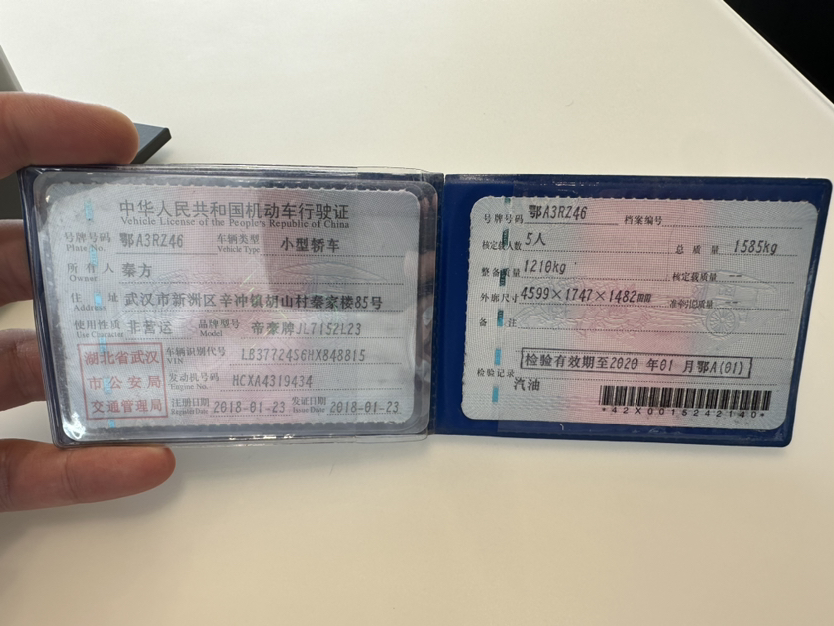 中华人民共和国机动车行驶证
Vehicle License of the People's Republic of China
号牌号码 鄂A3RZ46 车辆类型 小型轿车
Plate No. Vehicle Type
所有人 秦方
Owner
住址 武汉市新洲区辛冲镇胡山村秦家楼85号
Address
使用性质 非营运 品牌型号 帝豪牌JL7152L23
Use Character Model
湖北省武汉
市公安局
交通管理局
车辆识别代号 LB37724S6HX848815
VIN
发动机号码 HCXA4319434
Engine No.
注册日期 2018-01-23 发证日期 2018-01-23
Register Date Issue Date
号牌号码 鄂A3RZ46 档案编号
核定载人数 5人 总质量 1585kg
整备质量 1210kg 核定载质量 --
外廓尺寸 4599×1747×1482mm 准牵引总质量 --
备注
检验有效期至2020年01月鄂A(01)
检验记录
汽油
*42X0015242140*